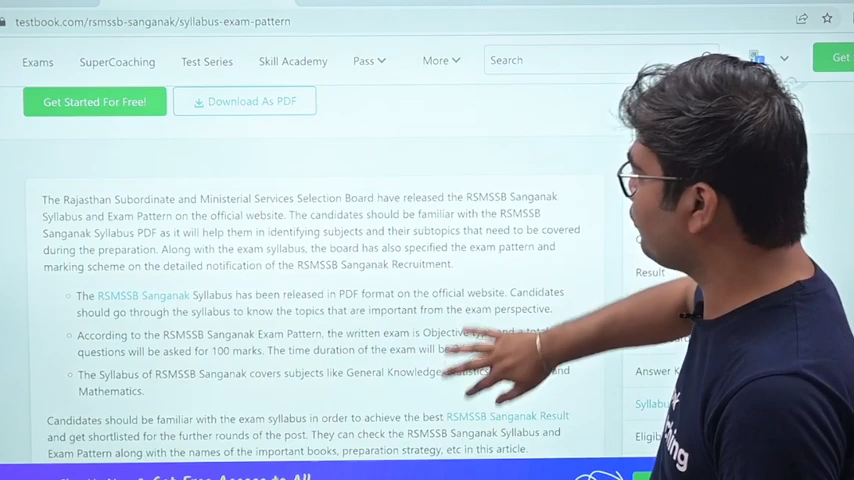 testbook.com/rsmssb-sanganak/syllabus-exam-pattern
Exams SuperCoaching Test Series Skill Academy Pass More Search Get
Get Started For Free! Download As PDF
The Rajasthan Subordinate and Ministerial Services Selection Board have released the RSMSSB Sanganak
Syllabus and Exam Pattern on the official website. The candidates should be familiar with the RSMSSB
Sanganak Syllabus PDF as it will help them in identifying subjects and their subtopics that need to be covered
during the preparation. Along with the exam syllabus, the board has also specified the exam pattern and
marking scheme on the detailed notification of the RSMSSB Sanganak Recruitment.
The RSMSSB Sanganak Syllabus has been released in PDF format on the official website. Candidates
should go through the syllabus to know the topics that are important from the exam perspective.
According to the RSMSSB Sanganak Exam Pattern, the written exam is Objective and a total
questions will be asked for 100 marks. The time duration of the exam will be
The Syllabus of RSMSSB Sanganak covers subjects like General Knowledge, and
Mathematics.
Candidates should be familiar with the exam syllabus in order to achieve the best RSMSSB Sanganak Result
and get shortlisted for the further rounds of the post. They can check the RSMSSB Sanganak Syllabus and
Exam Pattern along with the names of the important books, preparation strategy, etc in this article.
Get Free Access to All
Result
Answer K
Syllabu
Eligib